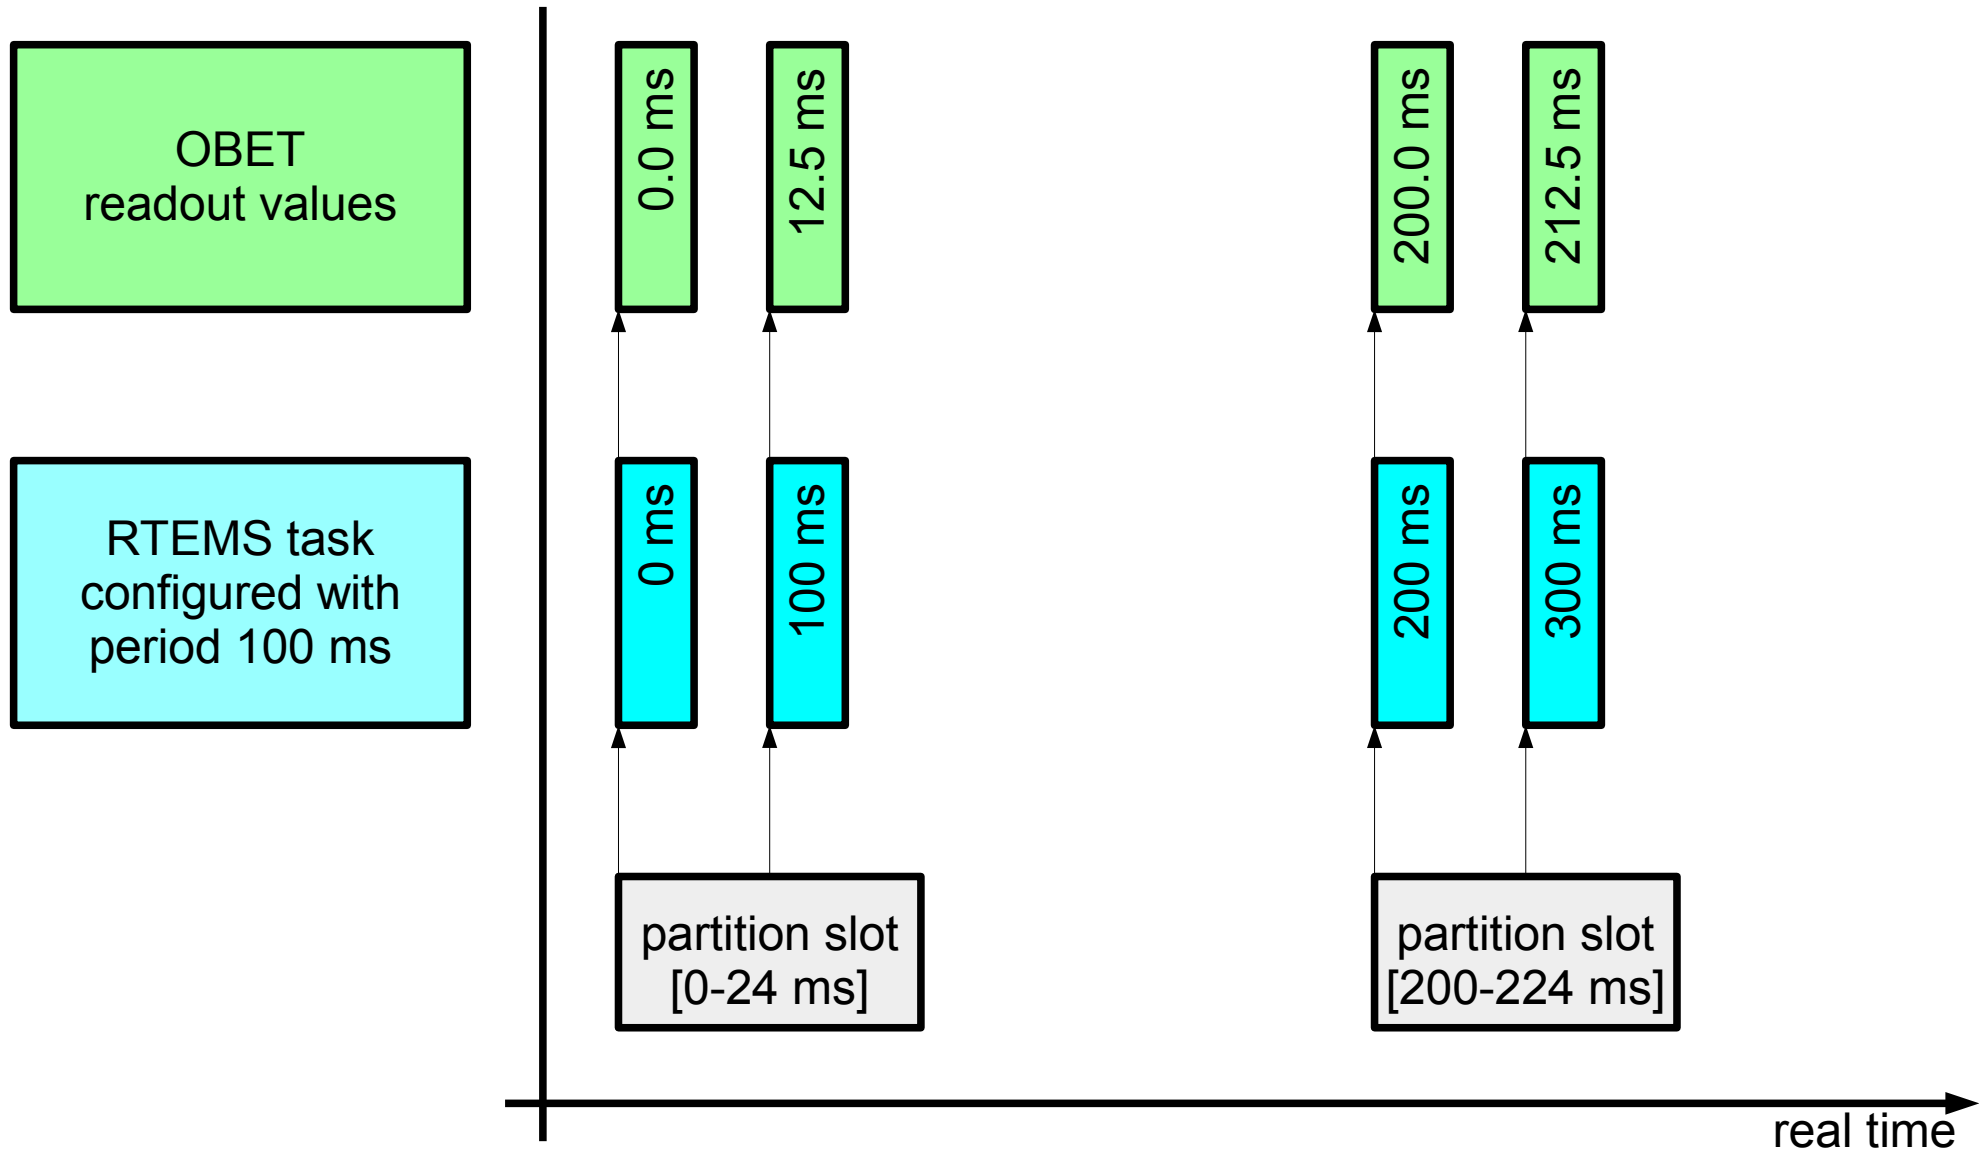 OBET
readout values
0.0 ms
12.5 ms
200.0 ms
212.5 ms
RTEMS task
configured with
period 100 ms
0 ms
100 ms
200 ms
300 ms
partition slot
[0-24 ms]
partition slot
[200-224 ms]
real time